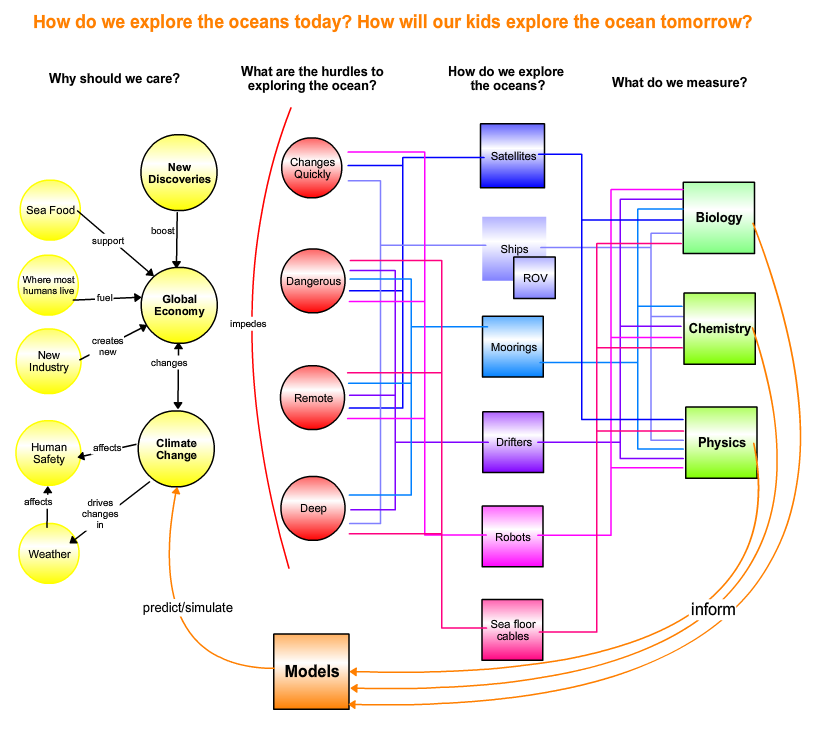 How do we explore the oceans today? How will our kids explore the ocean tomorrow?
Why should we care?
What are the hurdles to
exploring the ocean?
How do we explore
the oceans?
What do we measure?
New
Discoveries
Sea Food
support
boost
Where most
humans live
fuel
Global
Economy
New
Industry
creates
new
changes
Human
Safety
affects
Climate
Change
affects
drives
changes
in
Weather
impedes
Changes
Quickly
Dangerous
Remote
Deep
Satellites
Ships
ROV
Moorings
Drifters
Robots
Sea floor
cables
Biology
Chemistry
Physics
predict/simulate
inform
Models